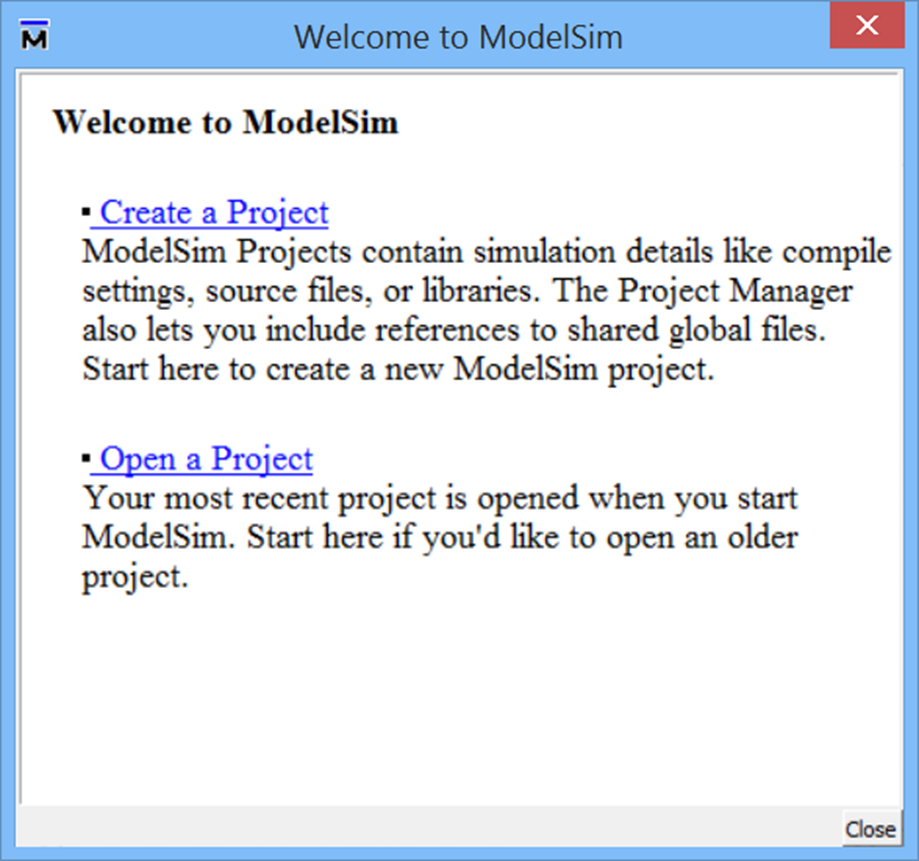 Welcome to ModelSim
Welcome to ModelSim
▪ Create a Project
ModelSim Projects contain simulation details like compile
settings, source files, or libraries. The Project Manager
also lets you include references to shared global files.
Start here to create a new ModelSim project.
▪ Open a Project
Your most recent project is opened when you start
ModelSim. Start here if you'd like to open an older
project.
Close